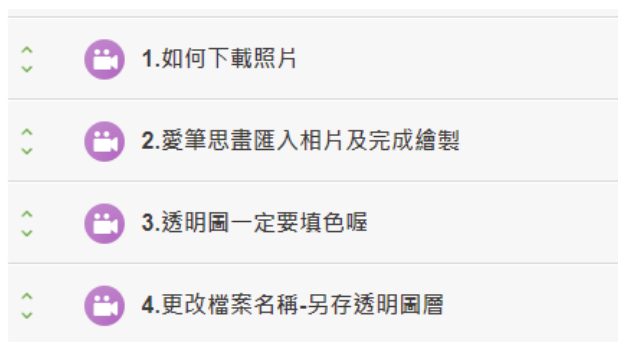 1.如何下載照片
2.愛筆思畫匯入相片及完成繪製
3.透明圖一定要填色喔
4.更改檔案名稱-另存透明圖層